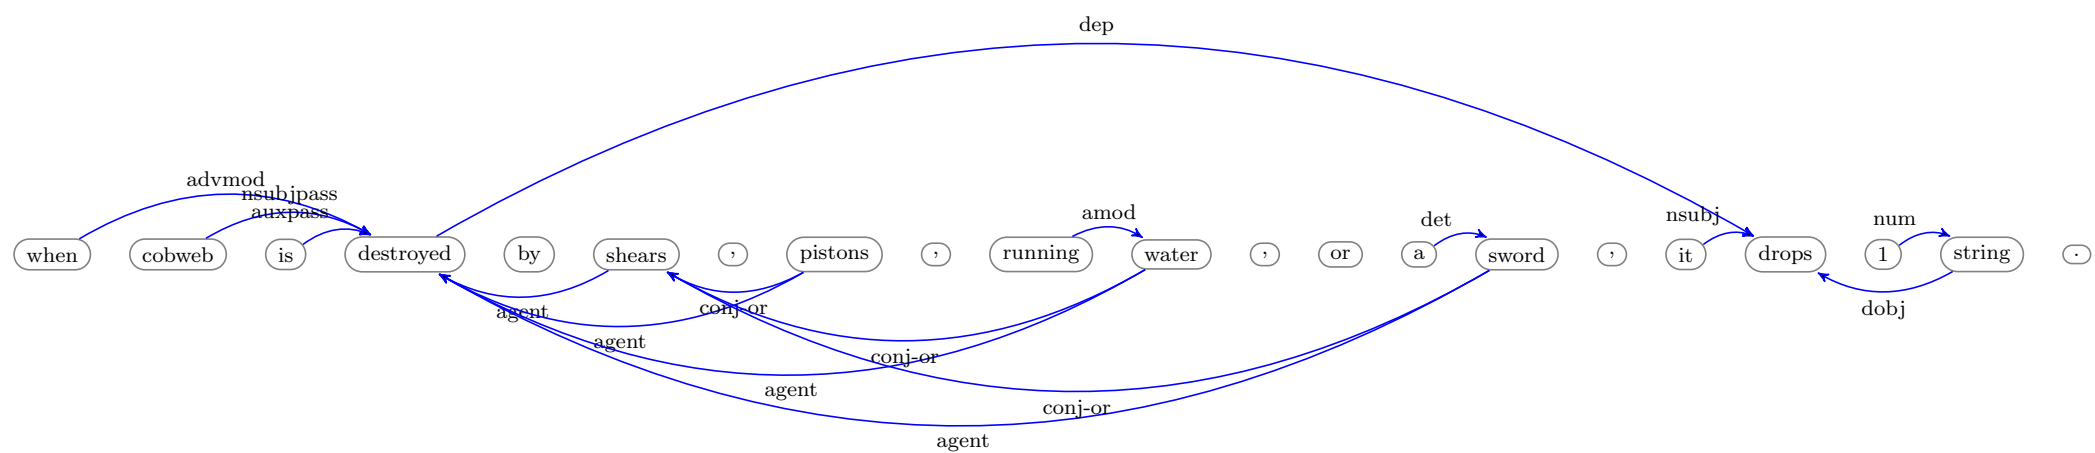 dep
advmod
nsubjpass
auxpass
amod
det
nsubj
num
when cobweb is destroyed by shears , pistons , running water , or a sword , it drops 1 string .
agent
conj-or
dobj
agent
conj-or
agent
conj-or
agent